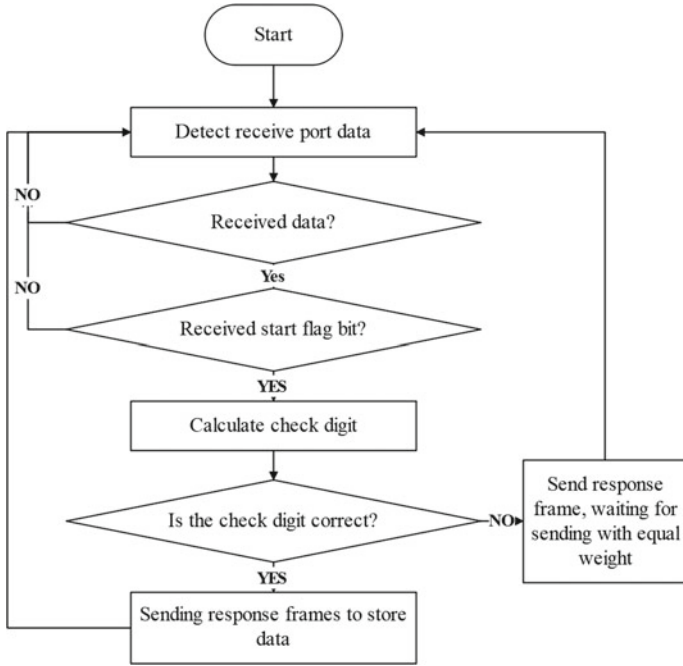 Start
Detect receive port data
NO
Received data?
Yes
NO
Received start flag bit?
YES
Calculate check digit
Is the check digit correct?
NO
Send response
frame, waiting for
sending with equal
weight
YES
Sending response frames to store
data